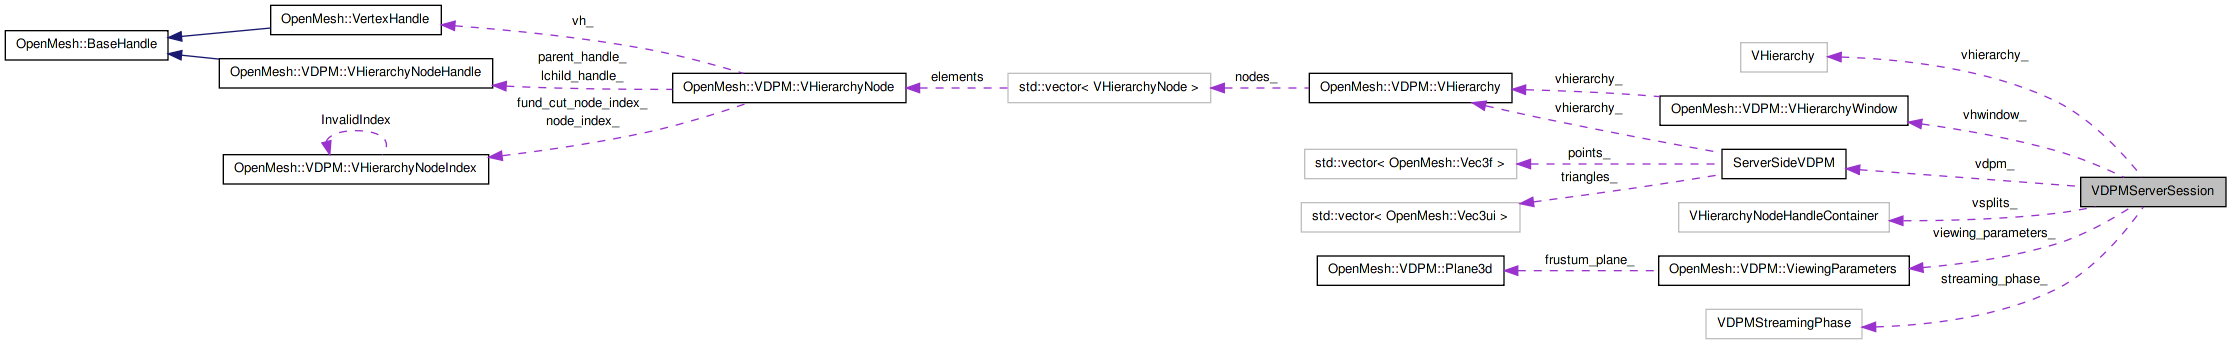 OpenMesh::BaseHandle
OpenMesh::VertexHandle
OpenMesh::VDPM::VHierarchyNodeHandle
InvalidIndex
OpenMesh::VDPM::VHierarchyNodeIndex
vh_
parent_handle_
lchild_handle_
fund_cut_node_index_
node_index_
OpenMesh::VDPM::VHierarchyNode
elements
std::vector< VHierarchyNode >
nodes_
OpenMesh::VDPM::VHierarchy
std::vector< OpenMesh::Vec3f >
std::vector< OpenMesh::Vec3ui >
OpenMesh::VDPM::Plane3d
vhierarchy_
vhierarchy_
points_
triangles_
frustum_plane_
VHierarchy
OpenMesh::VDPM::VHierarchyWindow
ServerSideVDPM
VHierarchyNodeHandleContainer
OpenMesh::VDPM::ViewingParameters
VDPMStreamingPhase
vhierarchy_
vhwindow_
vdpm_
vsplits_
viewing_parameters_
streaming_phase_
VDPMServerSession